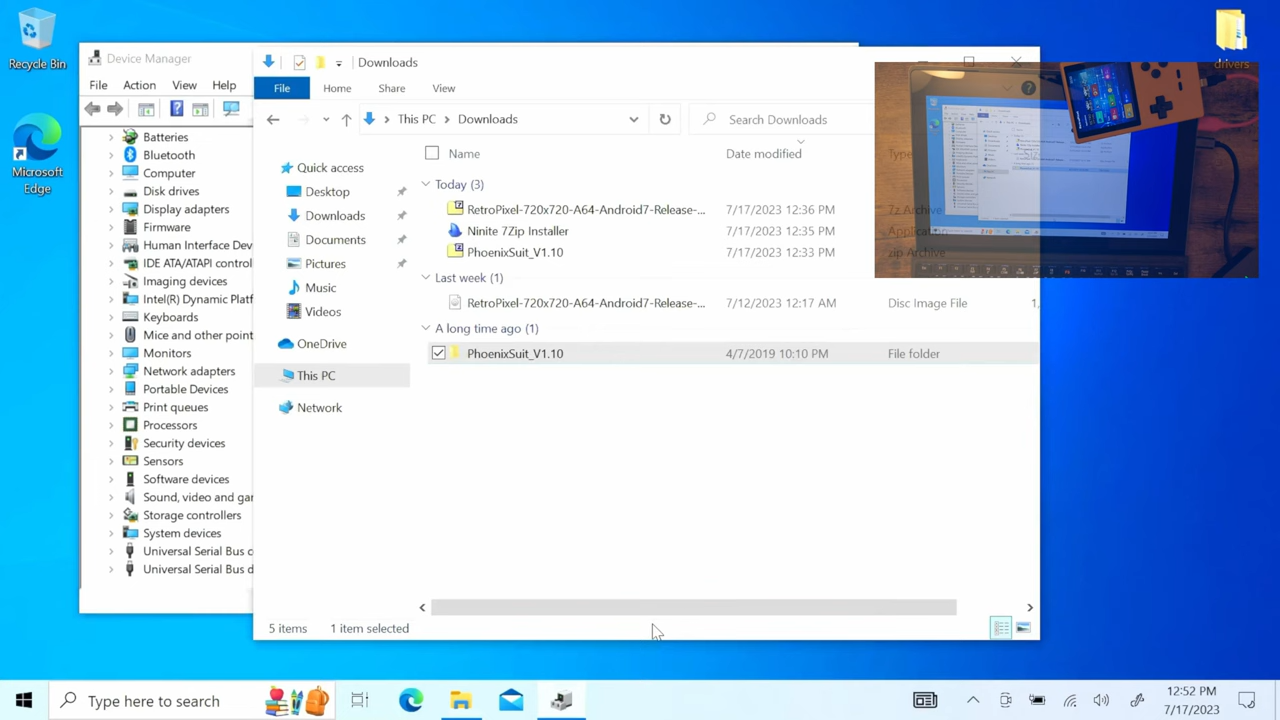 Recycle Bin
Microsoft
Edge
drivers
Device Manager
File Action View Help
Batteries
Bluetooth
Computer
Disk drives
Display adapters
Firmware
Human Interface Dev
IDE ATA/ATAPI control
Imaging devices
Intel(R) Dynamic Platf
Keyboards
Mice and other point
Monitors
Network adapters
Portable Devices
Print queues
Processors
Security devices
Sensors
Software devices
Sound, video and gar
Storage controllers
System devices
Universal Serial Bus c
Universal Serial Bus d
Downloads
File Home Share View
This PC > Downloads
Search Downloads
Quick access
Desktop
Downloads
Documents
Pictures
Music
Videos
OneDrive
This PC
Network
Name Date modified Type
Today (3)
RetroPixel-720x720-A64-Android7-Release-... 7/17/2023 12:36 PM 7z Archive
Ninite 7Zip Installer 7/17/2023 12:35 PM Application
PhoenixSuit_V1.10 7/17/2023 12:33 PM zip Archive
Last week (1)
RetroPixel-720x720-A64-Android7-Release-... 7/12/2023 12:17 AM Disc Image File 1,
A long time ago (1)
PhoenixSuit_V1.10 4/7/2019 10:10 PM File folder
5 items 1 item selected
Type here to search
12:52 PM
7/17/2023